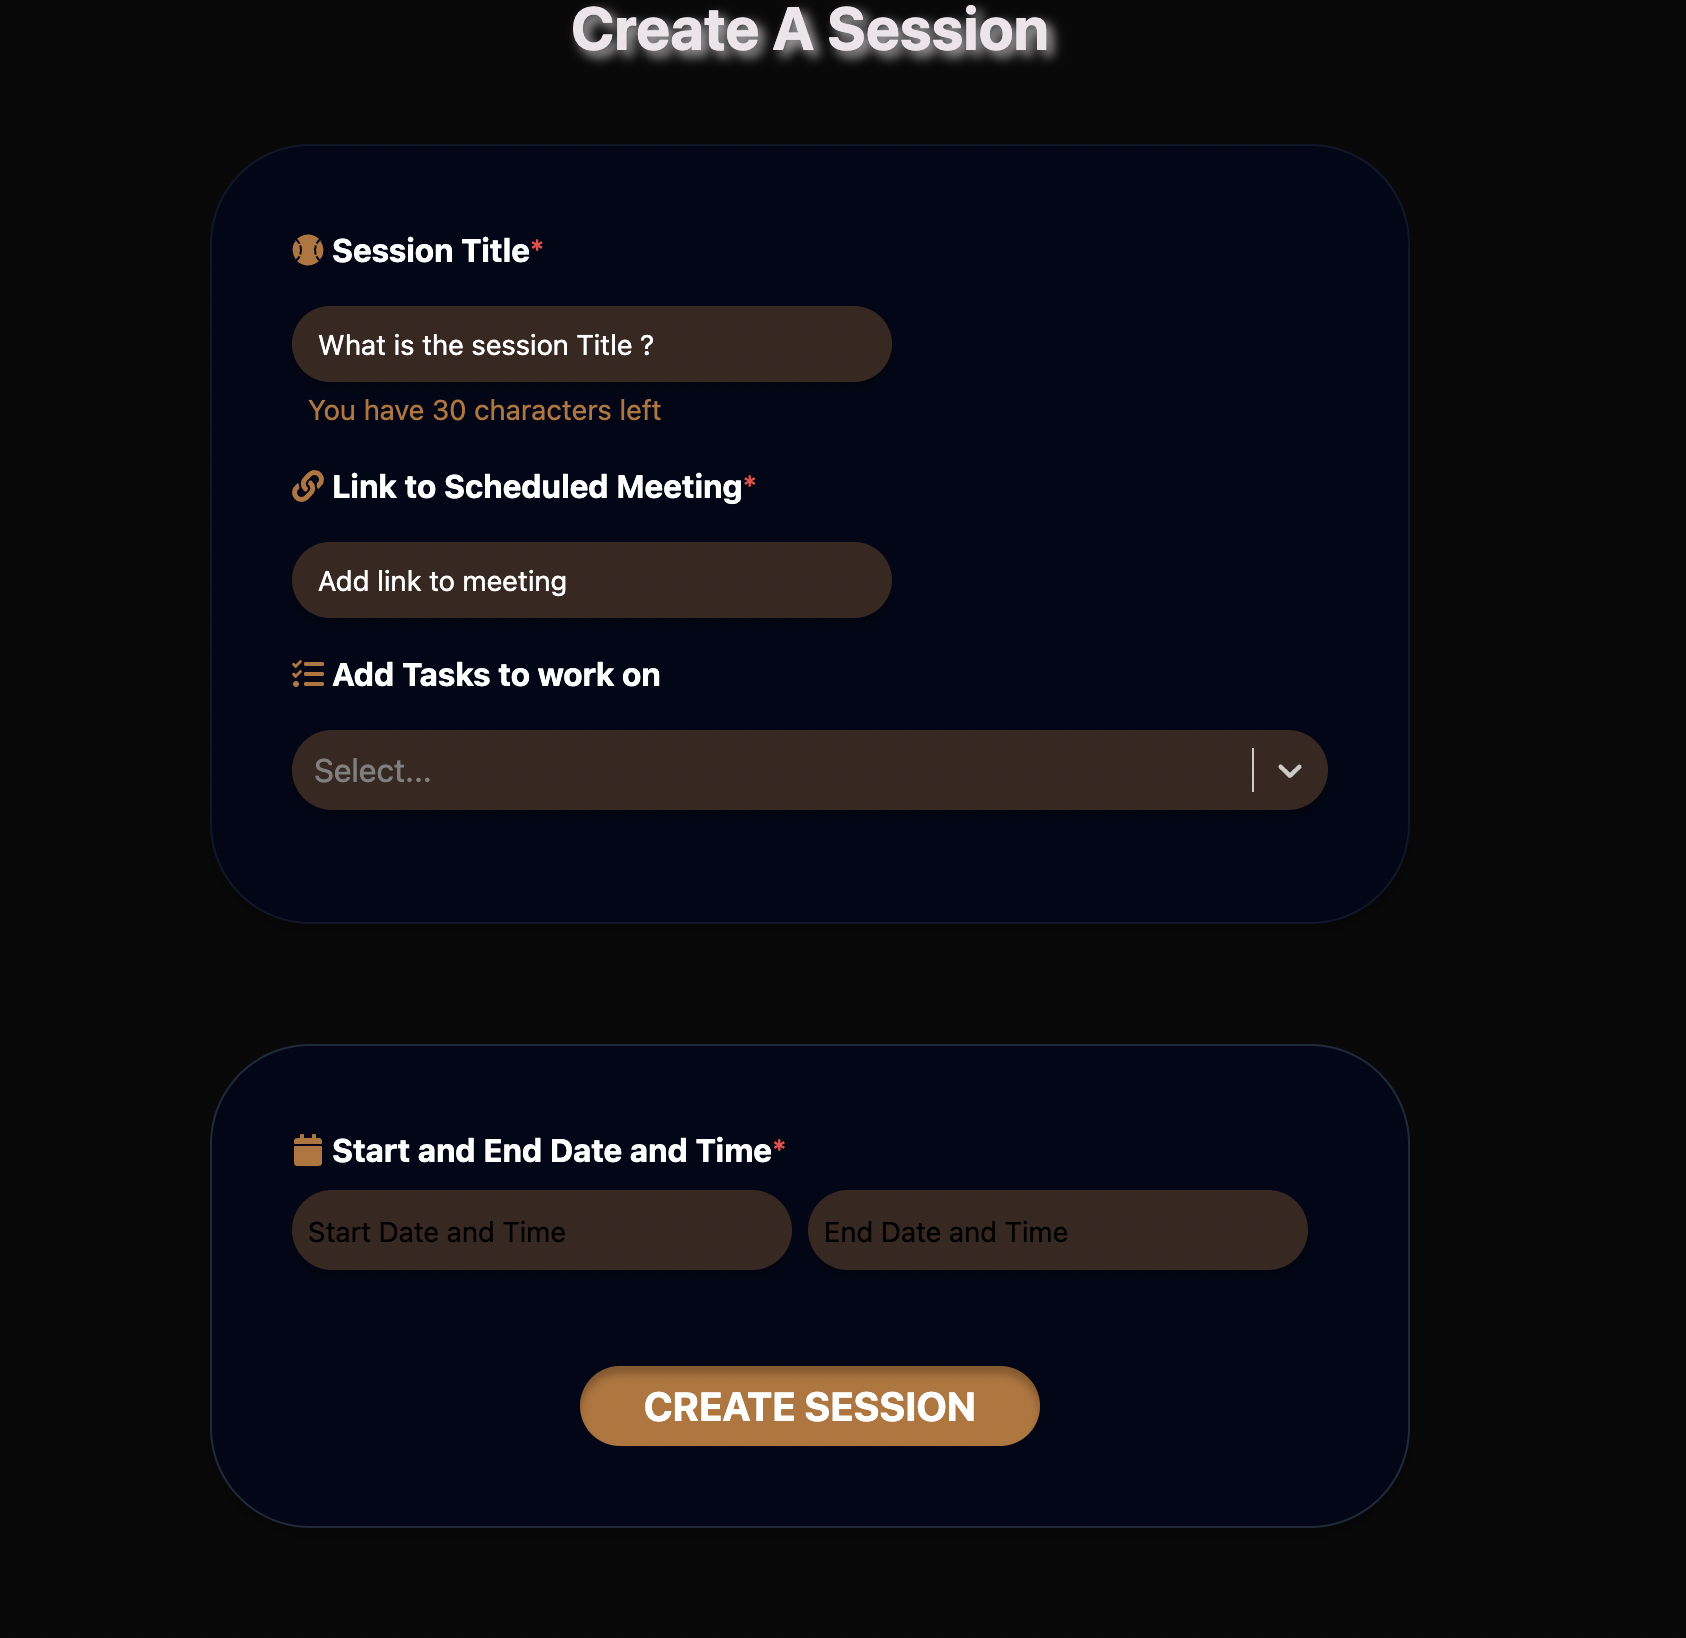 Create A Session
Session Title*
What is the session Title ?
You have 30 characters left
Link to Scheduled Meeting*
Add link to meeting
Add Tasks to work on
Select...
Start and End Date and Time*
Start Date and Time
End Date and Time
CREATE SESSION